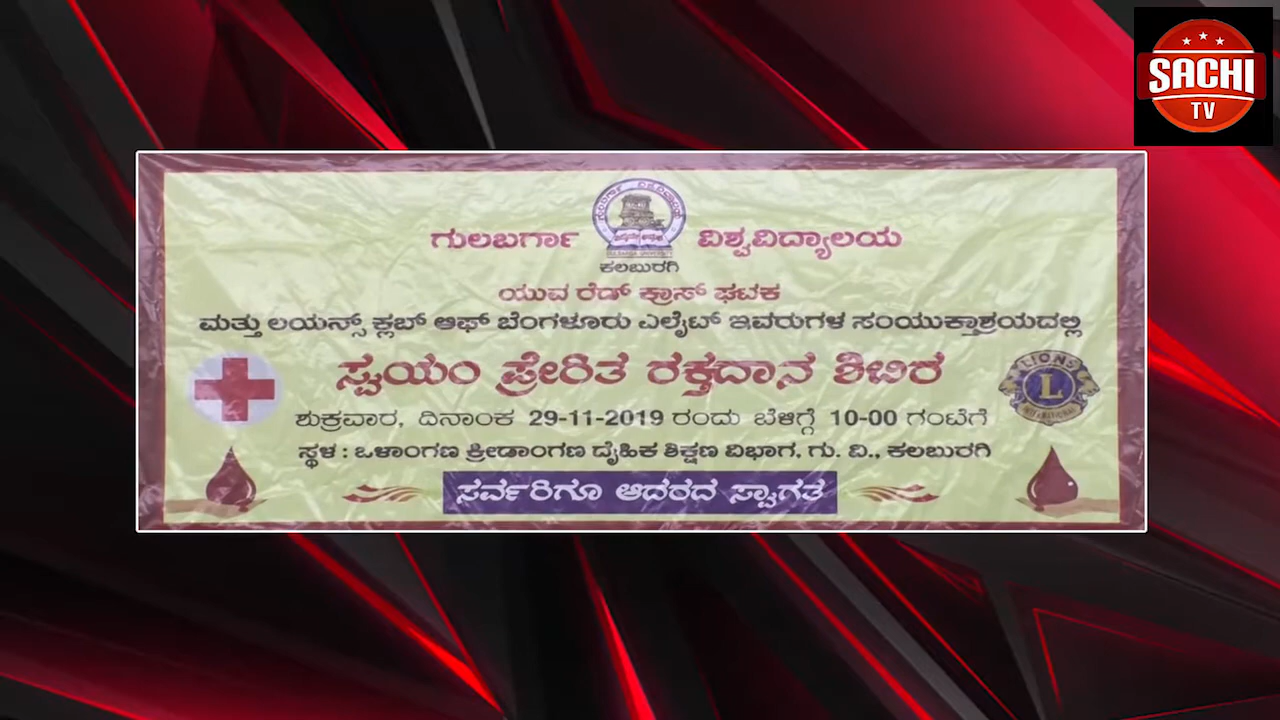 SACHI
TV
ಗುಲಬರ್ಗಾ ವಿಶ್ವವಿದ್ಯಾಲಯ
ಕಲಬುರಗಿ
ಯುವ ರೆಡ್ ಕ್ರಾಸ್ ಘಟಕ
ಮತ್ತು ಲಯನ್ಸ್ ಕ್ಲಬ್ ಆಫ್ ಬೆಂಗಳೂರು ಎಲೈಟ್ ಇವರುಗಳ ಸಂಯುಕ್ತಾಶ್ರಯದಲ್ಲಿ
ಸ್ವಯಂ ಪ್ರೇರಿತ ರಕ್ತದಾನ ಶಿಬಿರ
LIONS
L
INTERNATIONAL
ಶುಕ್ರವಾರ, ದಿನಾಂಕ 29-11-2019 ರಂದು ಬೆಳಿಗ್ಗೆ 10-00 ಗಂಟೆಗೆ
ಸ್ಥಳ : ಒಳಾಂಗಣ ಕ್ರೀಡಾಂಗಣ ದೈಹಿಕ ಶಿಕ್ಷಣ ವಿಭಾಗ, ಗು. ವಿ., ಕಲಬುರಗಿ
ಸರ್ವರಿಗೂ ಆದರದ ಸ್ವಾಗತ